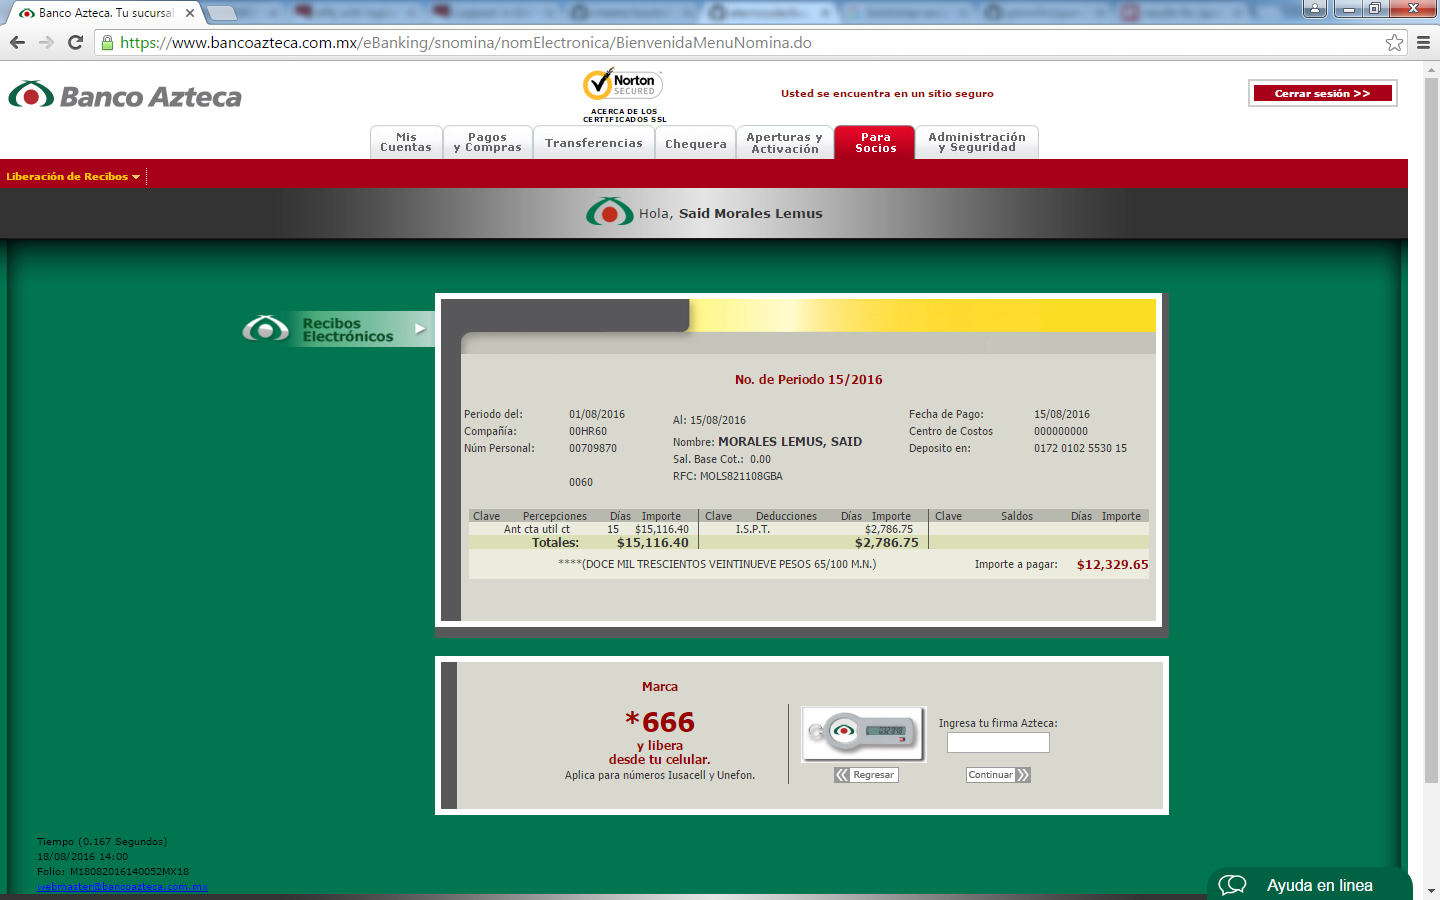 Banco Azteca. Tu sucursal
https://www.bancoazteca.com.mx/eBanking/snomina/nomElectronica/BienvenidaMenuNomina.do
Banco Azteca
Norton
SECURED
ACERCA DE LOS
CERTIFICADOS SSL
Usted se encuentra en un sitio seguro
Cerrar sesión >>
Mis Cuentas
Pagos y Compras
Transferencias
Chequera
Aperturas y Activación
Para Socios
Administración y Seguridad
Liberación de Recibos
Hola, Said Morales Lemus
Recibos
Electrónicos
No. de Periodo 15/2016
Periodo del: 01/08/2016 Al: 15/08/2016 Fecha de Pago: 15/08/2016
Compañía: 00HR60 Nombre: MORALES LEMUS, SAID Centro de Costos 000000000
Núm Personal: 00709870 Sal. Base Cot.: 0.00 Deposito en: 0172 0102 5530 15
0060 RFC: MOLS821108GBA
Clave Percepciones Días Importe Clave Deducciones Días Importe Clave Saldos Días Importe
Ant cta util ct 15 $15,116.40 I.S.P.T. $2,786.75
Totales: $15,116.40 $2,786.75
****(DOCE MIL TRESCIENTOS VEINTINUEVE PESOS 65/100 M.N.) Importe a pagar: $12,329.65
Marca
*666
y libera
desde tu celular.
Aplica para números Iusacell y Unefon.
Ingresa tu firma Azteca:
Regresar
Continuar
Tiempo (0.167 Segundos)
18/08/2016 14:00
Folio: M18082016140052MX18
webmaster@bancoazteca.com.mx
Ayuda en linea